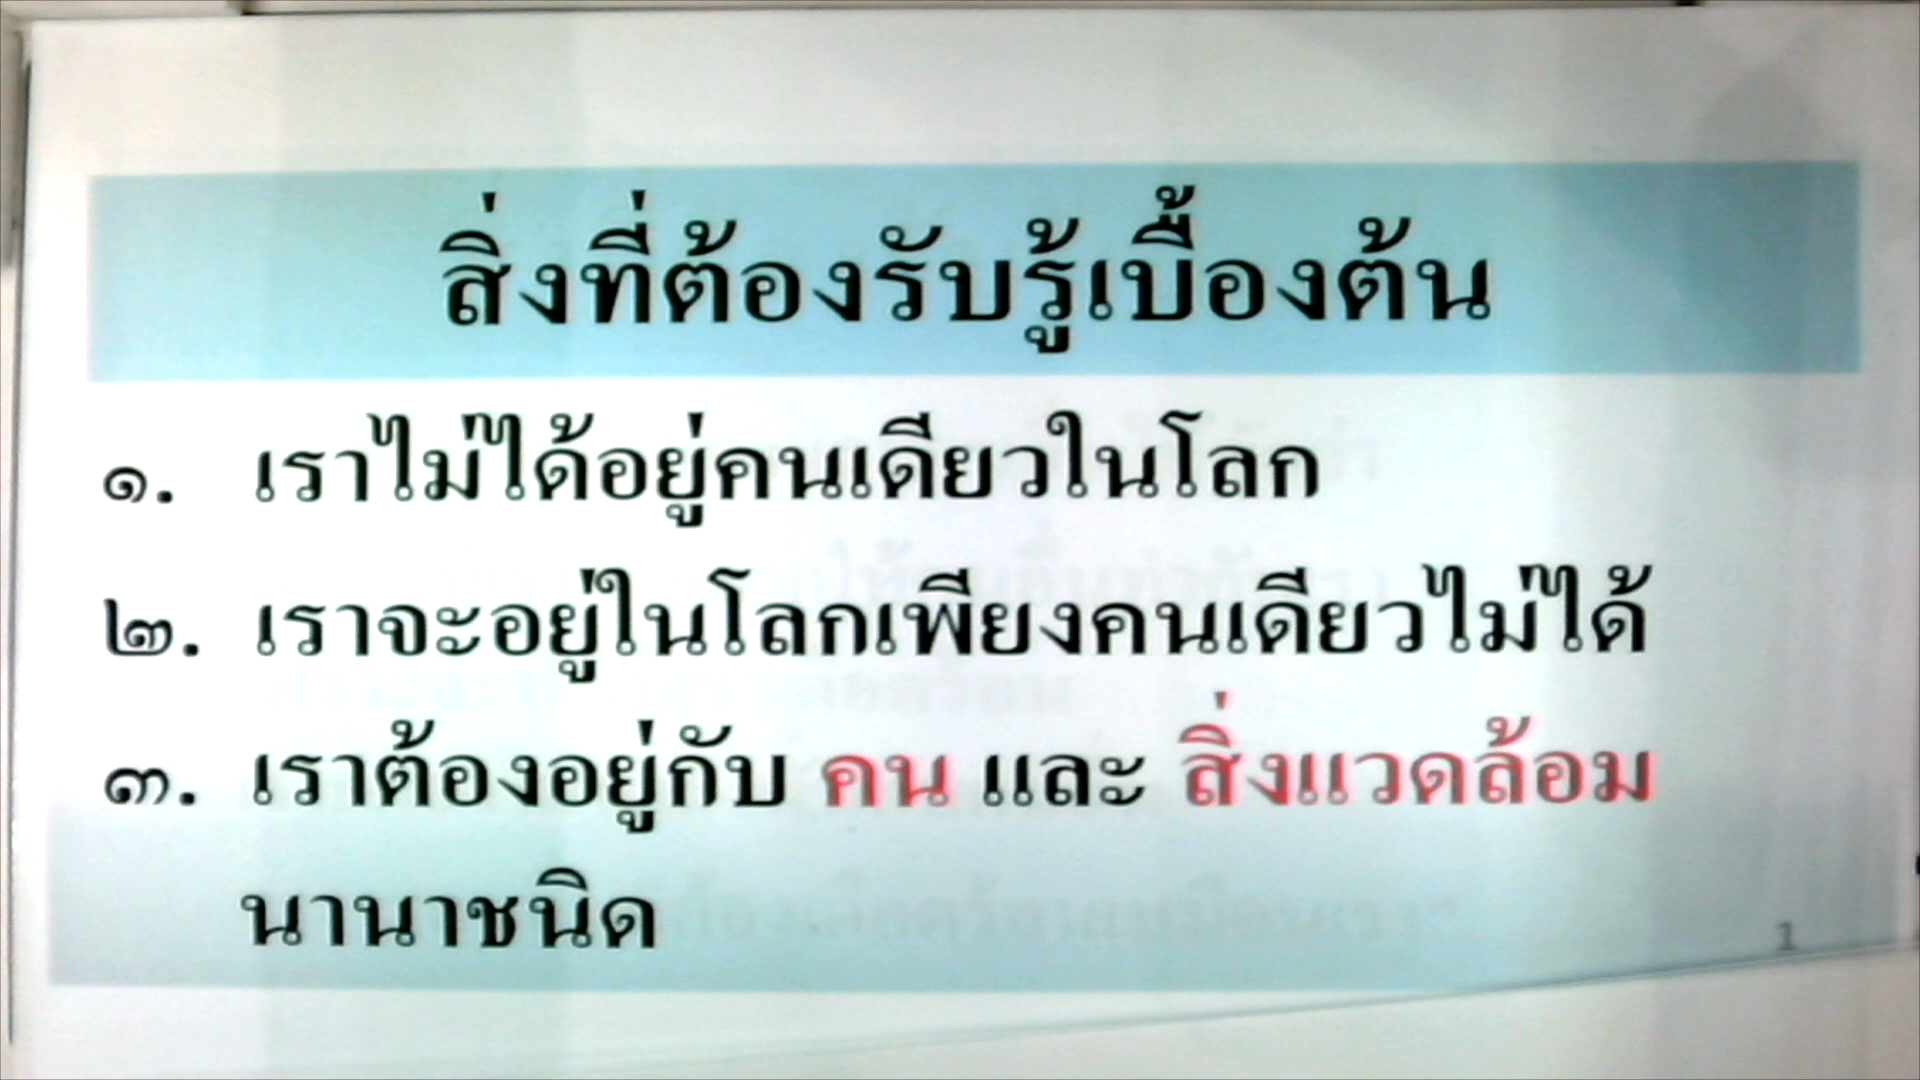 สิ่งที่ต้องรับรู้เบื้องต้น
๑. เราไม่ได้อยู่คนเดียวในโลก
๒. เราจะอยู่ในโลกเพียงคนเดียวไม่ได้
๓. เราต้องอยู่กับ คน และ สิ่งแวดล้อม
นานาชนิด
1